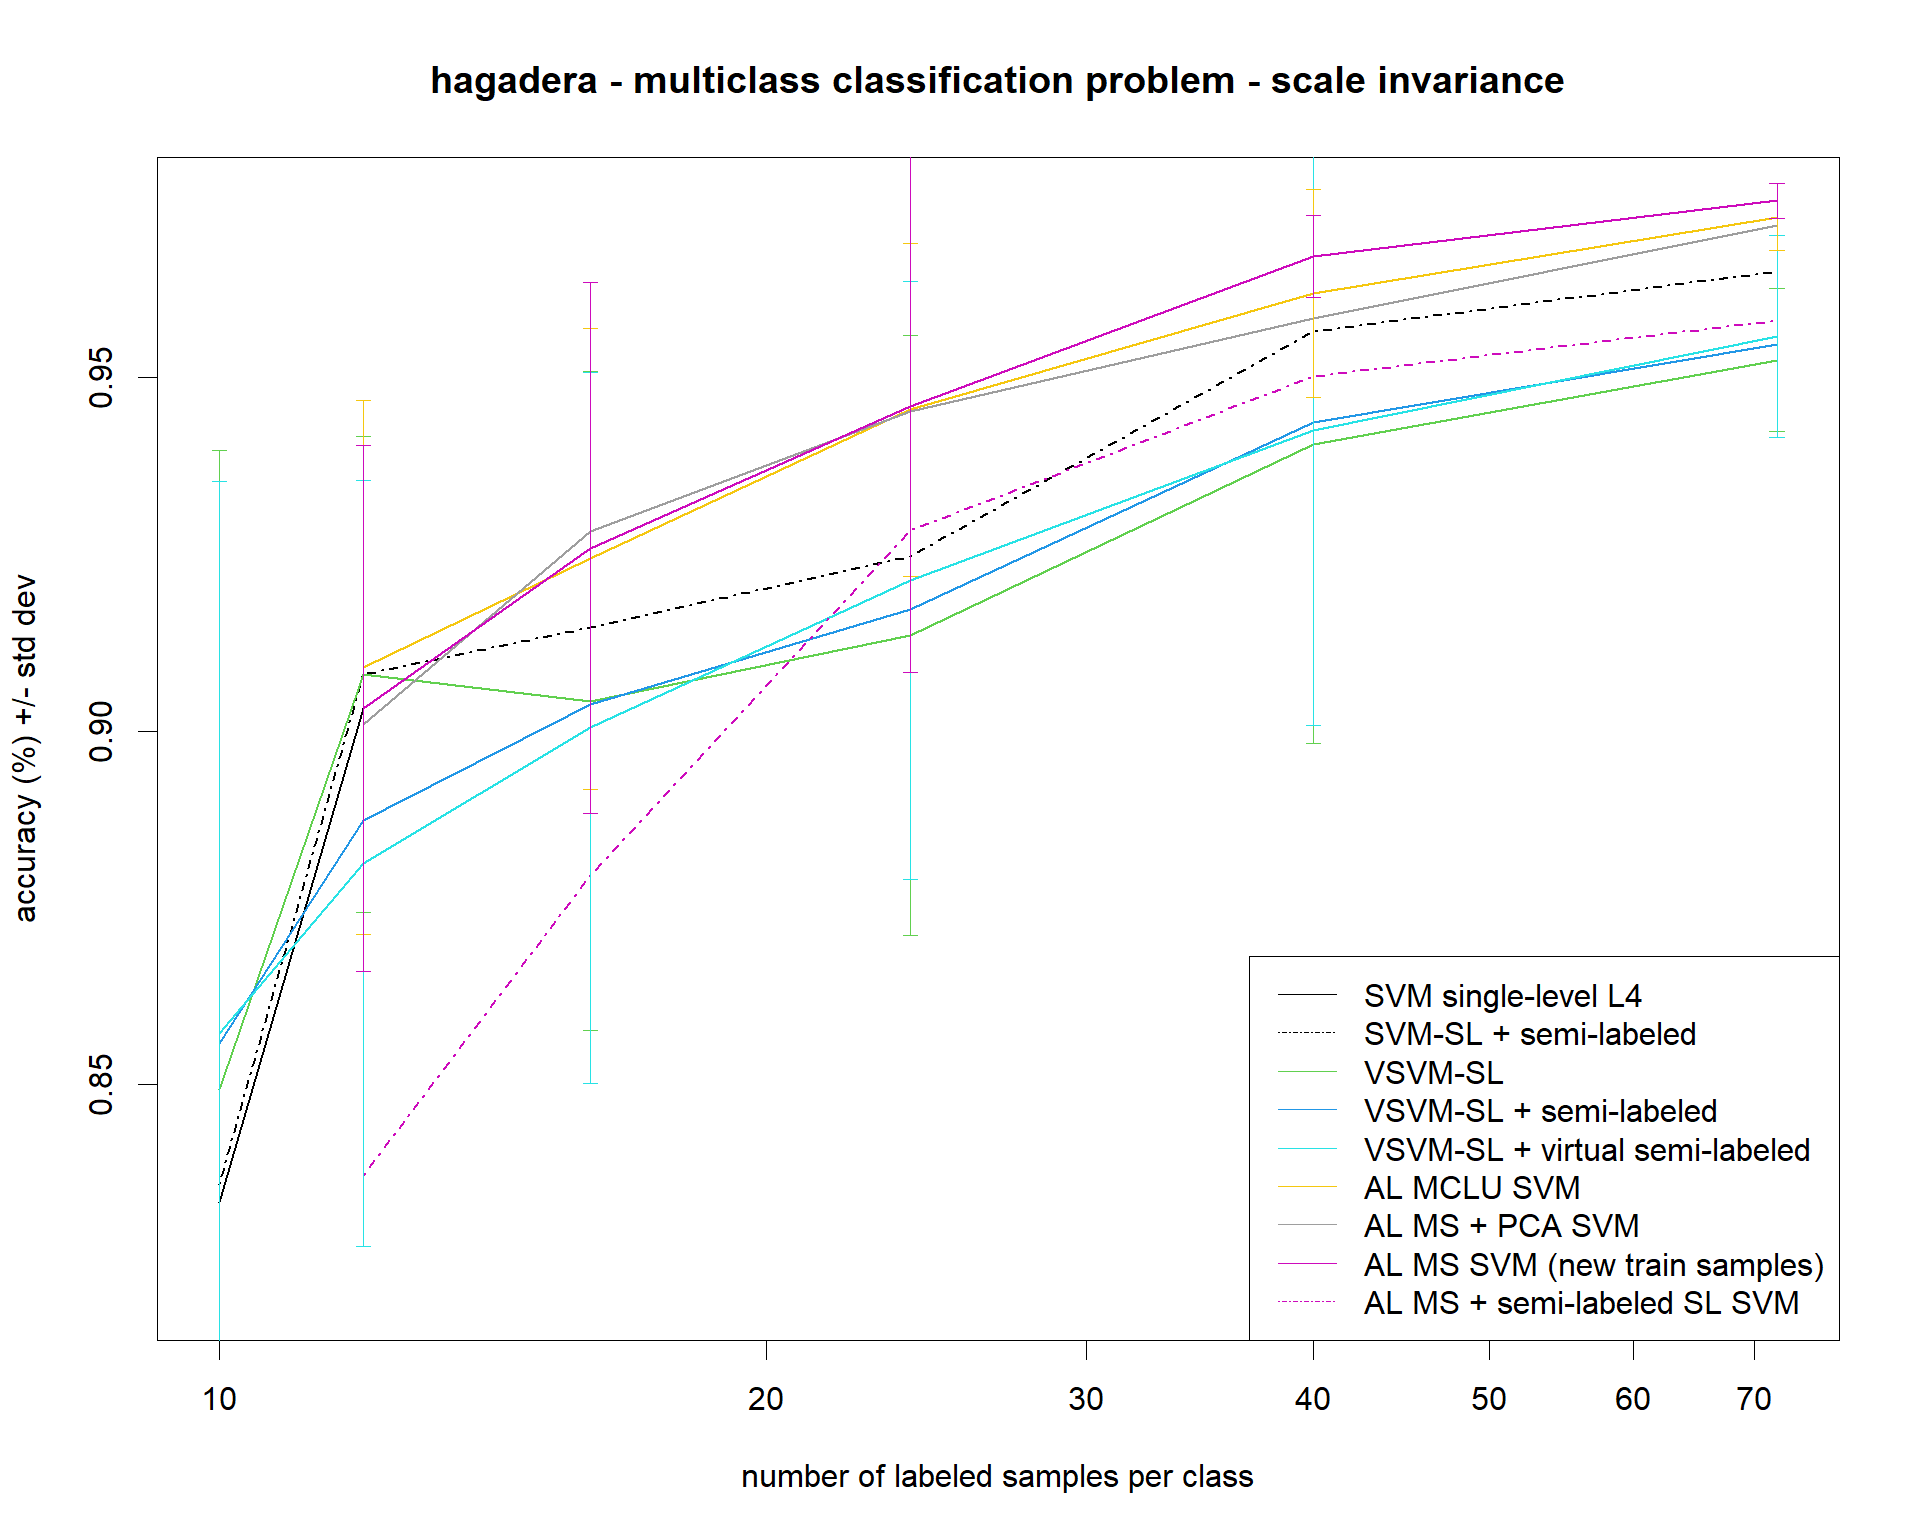 hagadera - multiclass classification problem - scale invariance
accuracy (%) +/- std dev
0.95
0.90
0.85
10
20
30
40
50
60
70
number of labeled samples per class
SVM single-level L4
SVM-SL + semi-labeled
VSVM-SL
VSVM-SL + semi-labeled
VSVM-SL + virtual semi-labeled
AL MCLU SVM
AL MS + PCA SVM
AL MS SVM (new train samples)
AL MS + semi-labeled SL SVM